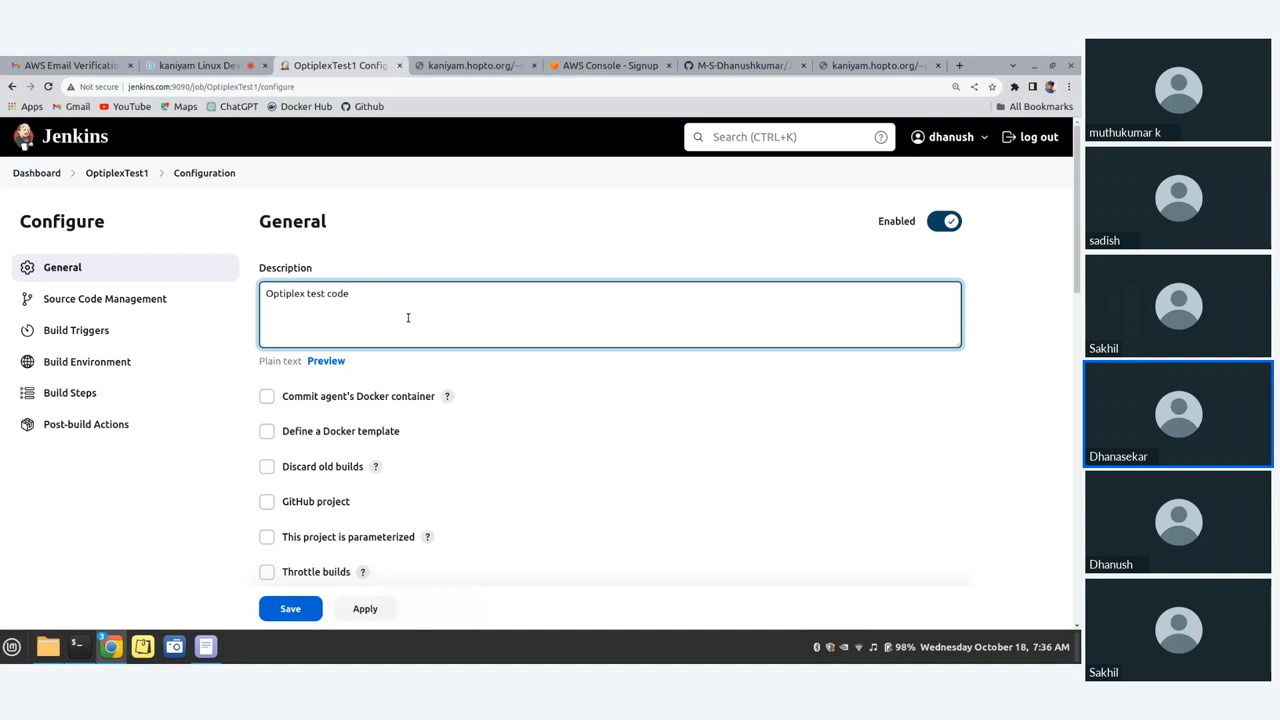 AWS Email Verificatio
kaniyam Linux Dev
OptiplexTest1 Config
kaniyam.hopto.org/~
AWS Console - Signup
M-S-Dhanushkumar/J
kaniyam.hopto.org/~
Not secure
jenkins.com:9090/job/OptiplexTest1/configure
Apps
Gmail
YouTube
Maps
ChatGPT
Docker Hub
Github
All Bookmarks
Jenkins
Search (CTRL+K)
dhanush
log out
Dashboard
OptiplexTest1
Configuration
Configure
General
Source Code Management
Build Triggers
Build Environment
Build Steps
Post-build Actions
General
Enabled
Description
Optiplex test code
Plain text Preview
Commit agent's Docker container ?
Define a Docker template
Discard old builds ?
GitHub project
This project is parameterized ?
Throttle builds ?
Save
Apply
3
98% Wednesday October 18, 7:36 AM
muthukumar k
sadish
Sakhil
Dhanasekar
Dhanush
Sakhil